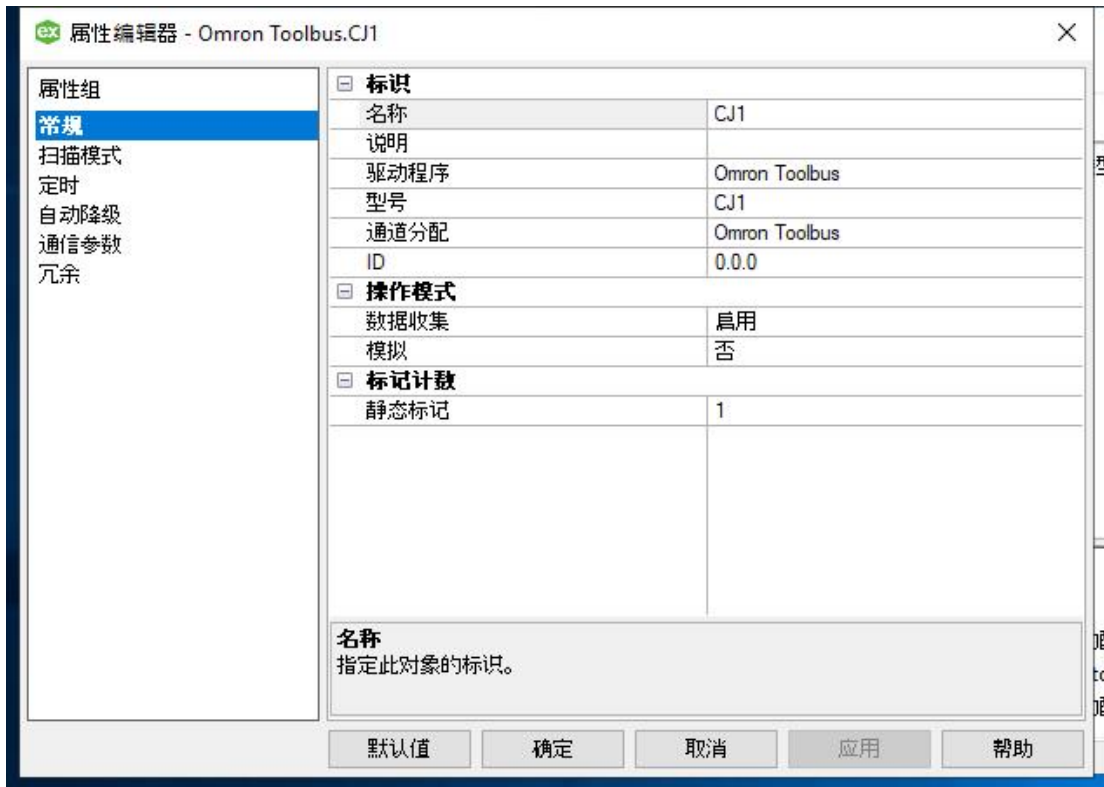 属性编辑器 - Omron Toolbus.CJ1
属性组
常规
扫描模式
定时
自动降级
通信参数
冗余
标识
名称 CJ1
说明
驱动程序 Omron Toolbus
型号 CJ1
通道分配 Omron Toolbus
ID 0.0.0
操作模式
数据收集 启用
模拟 否
标记计数
静态标记 1
名称
指定此对象的标识。
默认值 确定 取消 应用 帮助